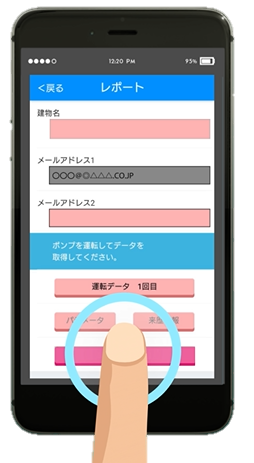 12:20 PM 95%
<戻る レポート
建物名
メールアドレス1
〇〇〇@◎△△△.CO.JP
メールアドレス2
ポンプを運転してデータを
取得してください。
運転データ 1回目